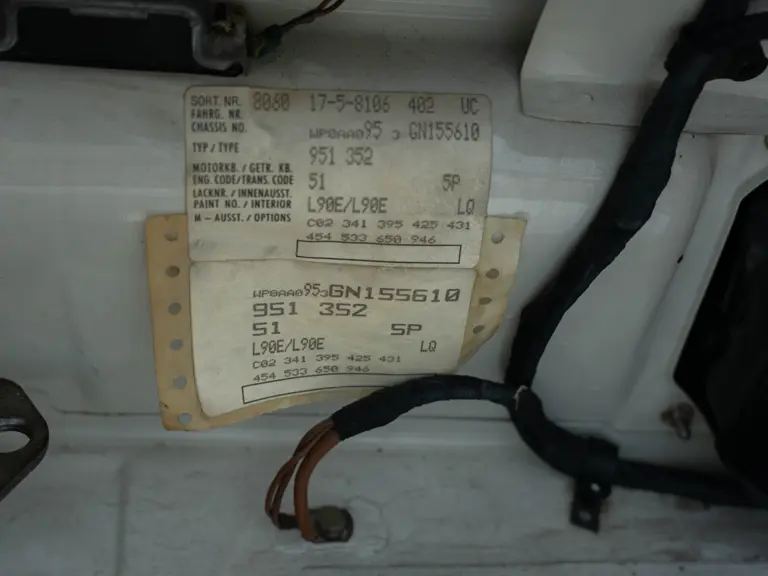 SORT. NR. 8060 17-5-8106 402 UC
FAHRG. NR.
CHASSIS NO. WP0AA095 3 GN155610
TYP / TYPE 951 352
MOTORKB. / GETR. KB.
ENG. CODE/TRANS. CODE 51 5P
LACKNR. / INNENAUSST.
PAINT NO. / INTERIOR L90E/L90E LQ
M - AUSST. / OPTIONS C02 341 395 425 431
454 533 650 946
WP0AA0953GN155610
951 352
51 5P
L90E/L90E LQ
C02 341 395 425 431
454 533 650 946